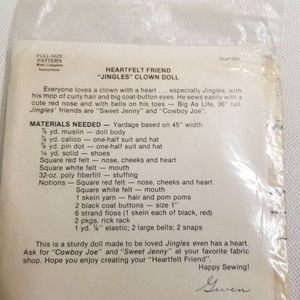 FULL-SIZE
PATTERN
With Complete
Instructions
HEARTFELT FRIEND
"JINGLES" CLOWN DOLL
Everyone loves a clown with a heart . . . especially Jingles, with
his mop of curly hair and big coat-button eyes. He sews easily with a
cute red nose and with bells on his toes — Big As Life, 36" tall.
Jingles' friends are "Sweet Jenny" and "Cowboy Joe".
MATERIALS NEEDED — Yardage based on 45" width
yd. muslin — doll body
yd. calico — one-half suit and hat
yd. pin dot — one-half suit and hat
¼ yd. solid — shoes
Square red felt — nose, cheeks and heart
Square white felt — mouth
32-oz. poly fiberfill — stuffing
Notions — Square red felt - nose, cheeks and heart
Square white felt - mouth
1 skein yarn — hair and pom poms
2 black coat buttons — size 1"
6 strand floss (1 skein each of black, red)
2 pkgs. rick rack
1 yd. elastic; 2 large bells; 2 snaps
This is a sturdy doll made to be loved. Jingles even has a heart.
Ask for "Cowboy Joe" and "Sweet Jenny" at your favorite fabric
shop. Hope you enjoy creating your "Heartfelt Friend".
Happy Sewing!
Gwen